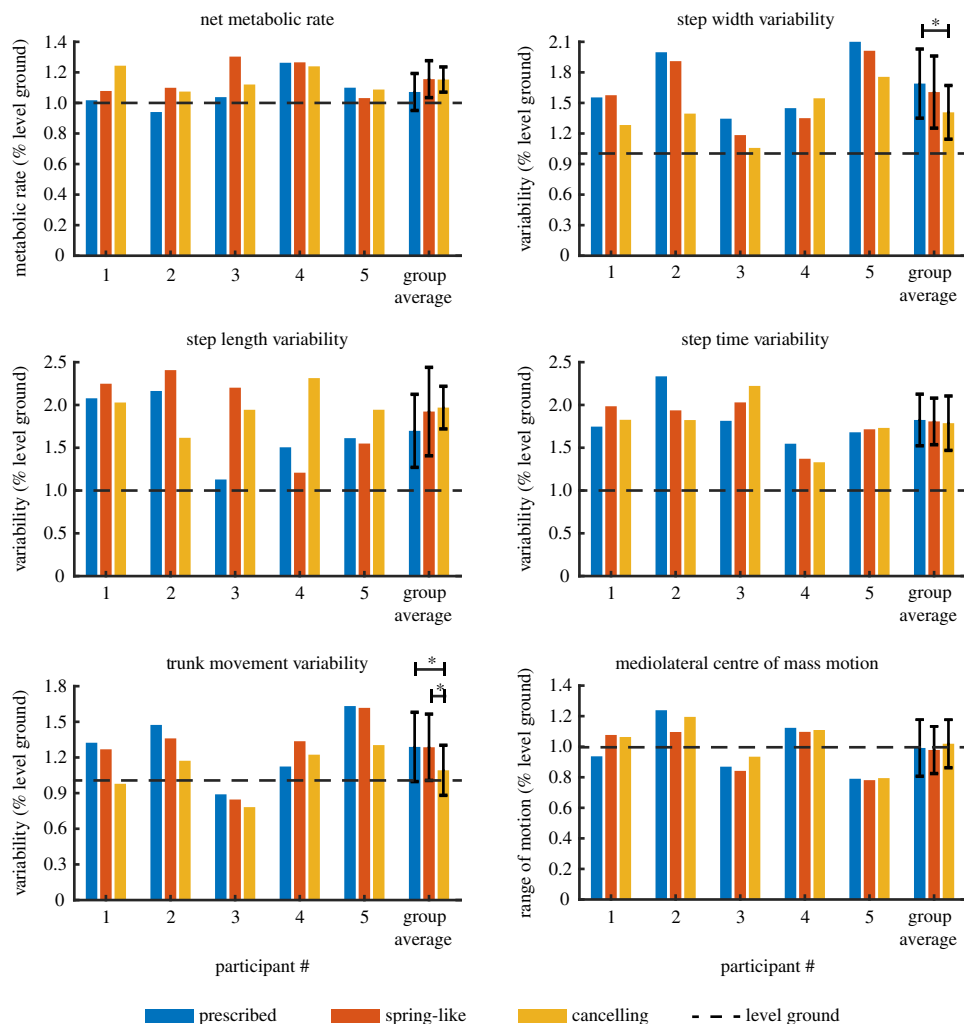 net metabolic rate
metabolic rate (% level ground)
1.4
1.2
1.0
0.8
0.6
0.4
0.2
0
1 2 3 4 5 group
average
step width variability
variability (% level ground)
2.1
1.8
1.5
1.2
0.9
0.6
0.3
0
*
1 2 3 4 5 group
average
step length variability
variability (% level ground)
2.5
2.0
1.5
1.0
0.5
0
1 2 3 4 5 group
average
step time variability
variability (% level ground)
2.5
2.0
1.5
1.0
0.5
0
1 2 3 4 5 group
average
trunk movement variability
variability (% level ground)
1.8
1.5
1.2
0.9
0.6
0.3
0
*
*
1 2 3 4 5 group
average
participant #
mediolateral centre of mass motion
range of motion (% level ground)
1.4
1.2
1.0
0.8
0.6
0.4
0.2
0
1 2 3 4 5 group
average
prescribed spring-like cancelling level ground